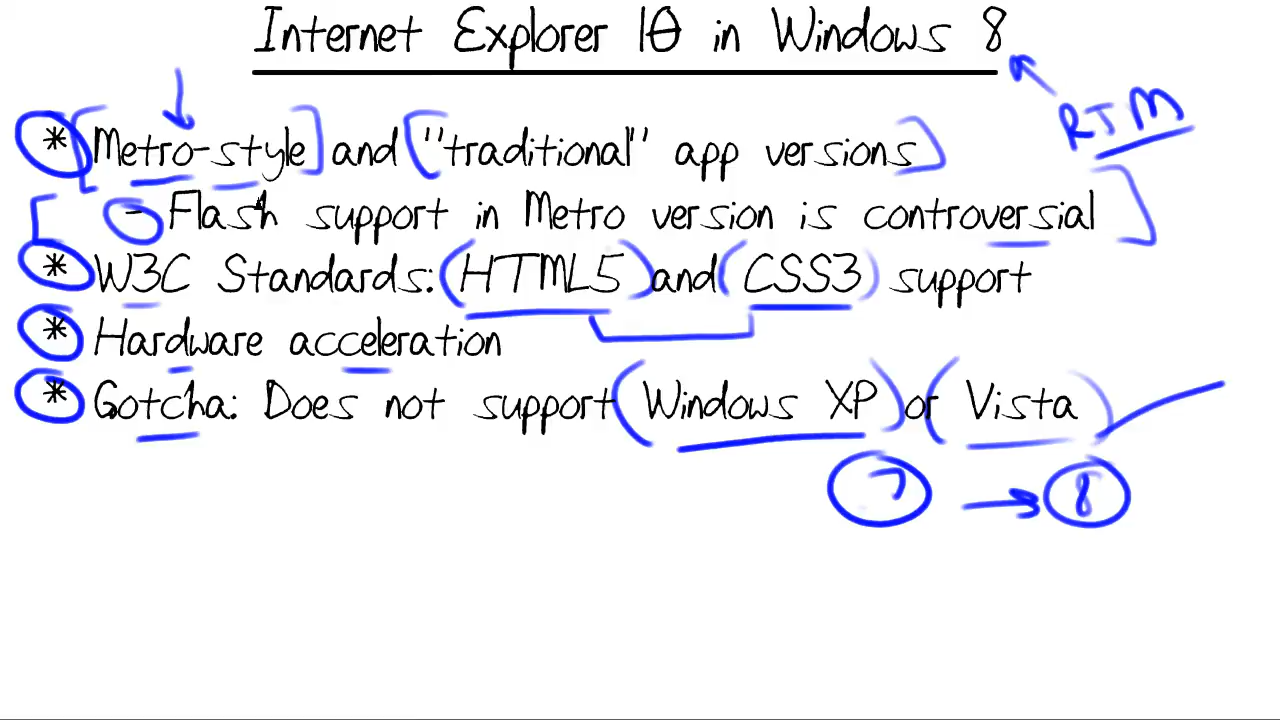 Internet Explorer 10 in Windows 8
RTM
* Metro-style and "traditional" app versions
- Flash support in Metro version is controversial
* W3C Standards: HTML5 and CSS3 support
* Hardware acceleration
* Gotcha: Does not support Windows XP or Vista
7 → 8